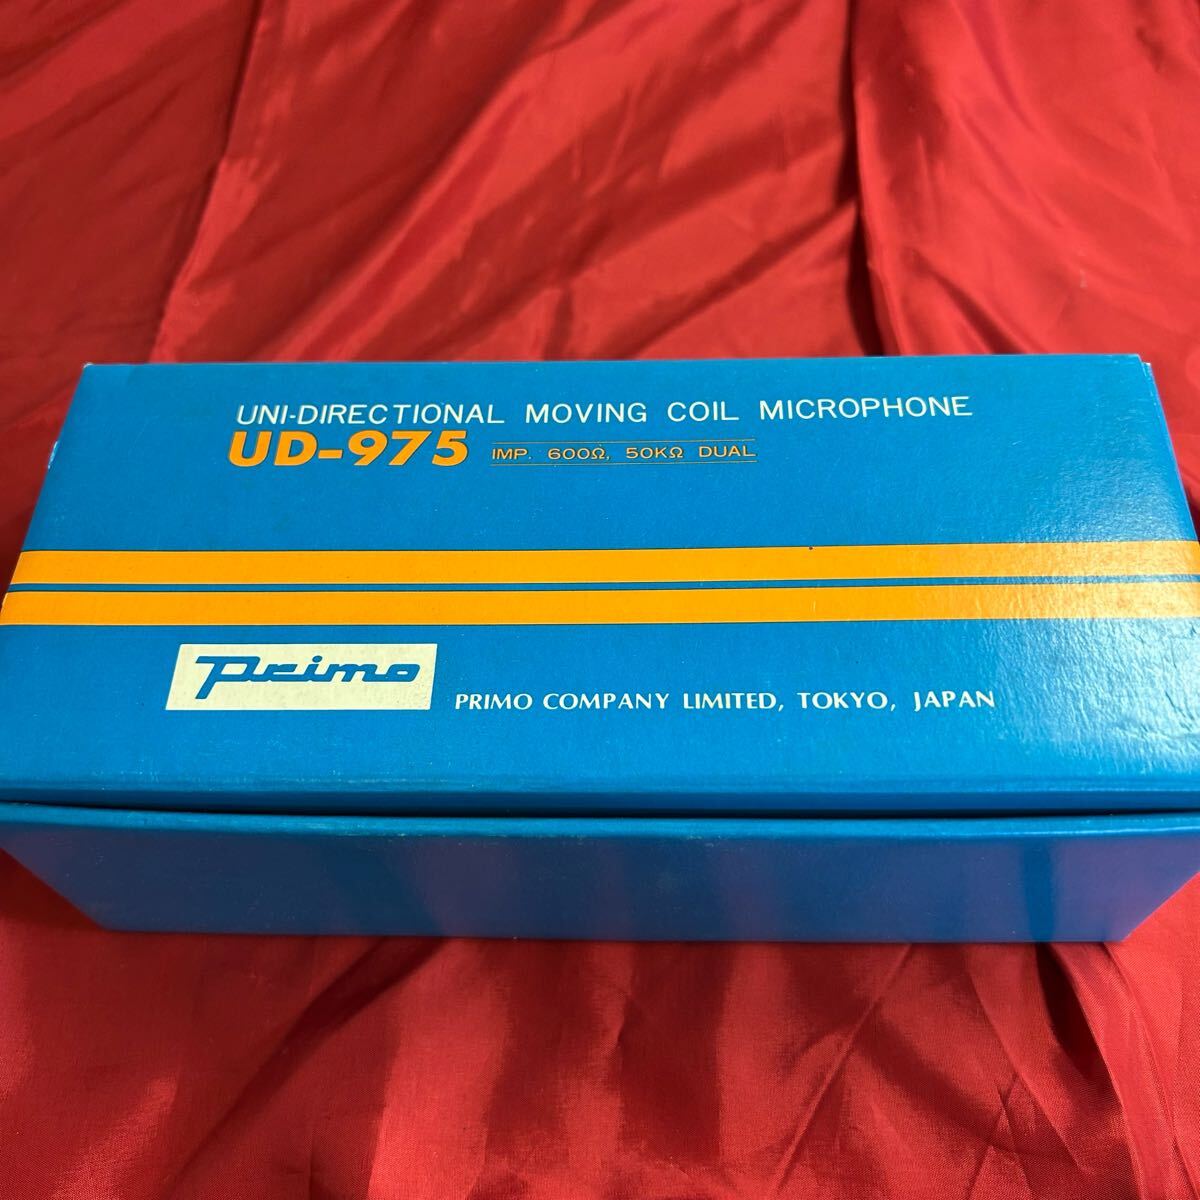 UNI-DIRECTIONAL MOVING COIL MICROPHONE
UD-975 IMP. 600Ω, 50KΩ DUAL
Primo
PRIMO COMPANY LIMITED, TOKYO, JAPAN